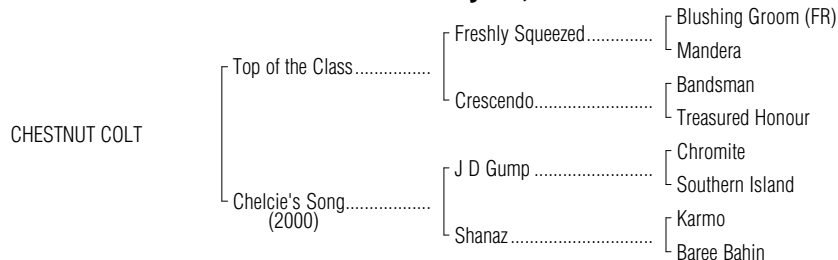 Blushing Groom (FR)
Freshly Squeezed..............
Mandera
Top of the Class................
Bandsman
Crescendo.........................
Treasured Honour
CHESTNUT COLT
Chromite
J D Gump .........................
Southern Island
Chelcie's Song..................
(2000)
Karmo
Shanaz..............................
Baree Bahin